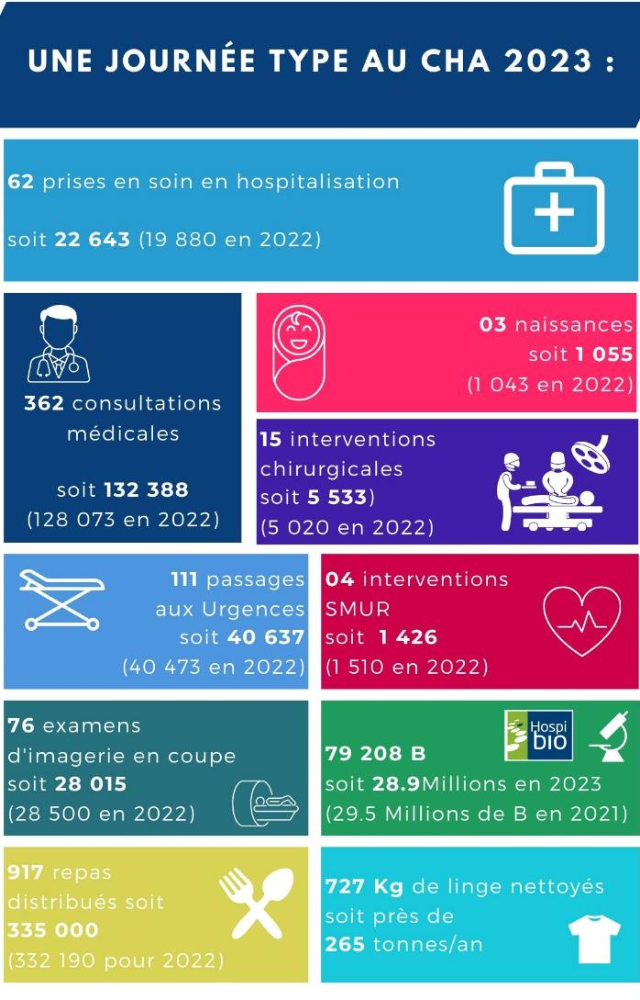 UNE JOURNÉE TYPE AU CHA 2023 :
62 prises en soin en hospitalisation
soit 22 643 (19 880 en 2022)
362 consultations
médicales
soit 132 388
(128 073 en 2022)
03 naissances
soit 1 055
(1 043 en 2022)
15 interventions
chirurgicales
soit 5 533)
(5 020 en 2022)
111 passages
aux Urgences
soit 40 637
(40 473 en 2022)
04 interventions
SMUR
soit 1 426
(1 510 en 2022)
76 examens
d'imagerie en coupe
soit 28 015
(28 500 en 2022)
Hospi
bio
79 208 B
soit 28.9Millions en 2023
(29.5 Millions de B en 2021)
917 repas
distribués soit
335 000
(332 190 pour 2022)
727 Kg de linge nettoyés
soit près de
265 tonnes/an